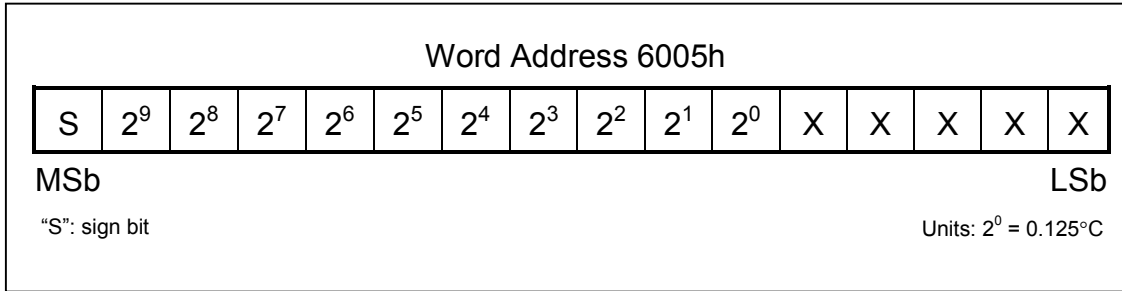 Word Address 6005h
S 2⁹ 2⁸ 2⁷ 2⁶ 2⁵ 2⁴ 2³ 2² 2¹ 2⁰ X X X X X
MSb LSb
“S”: sign bit Units: 2⁰ = 0.125°C